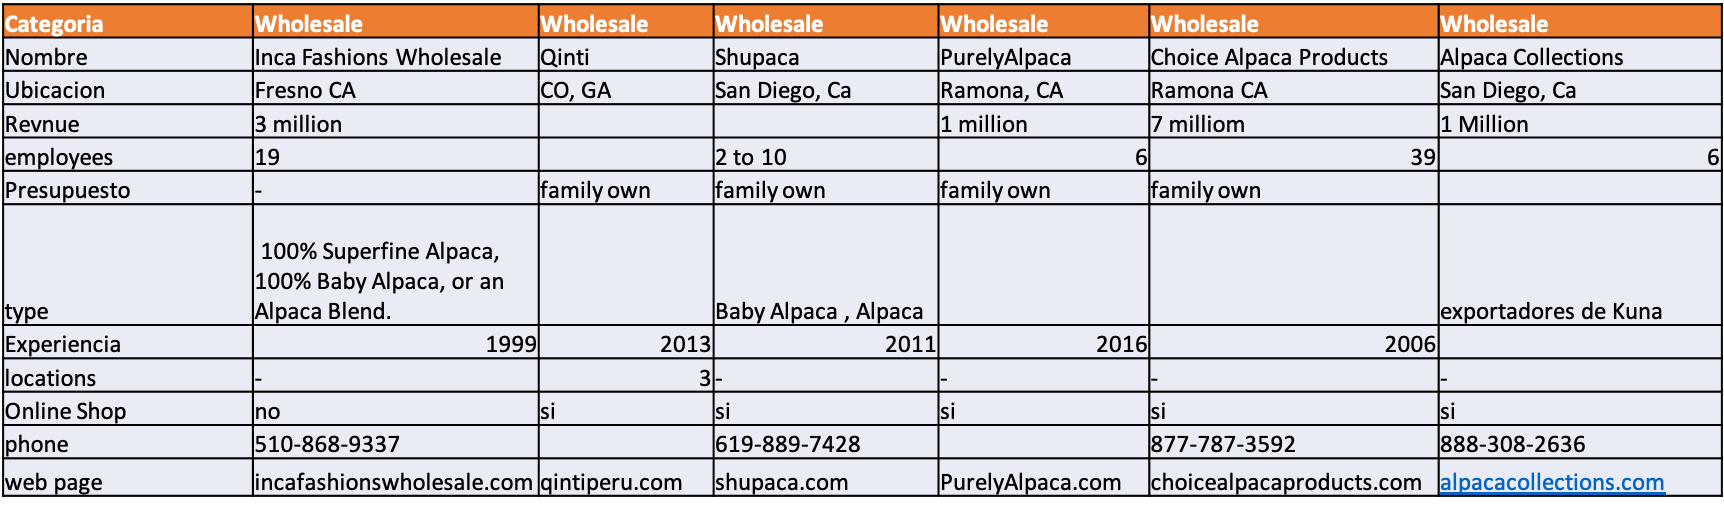 Categoria Wholesale Wholesale Wholesale Wholesale Wholesale Wholesale
Nombre Inca Fashions Wholesale Qinti Shupaca PurelyAlpaca Choice Alpaca Products Alpaca Collections
Ubicacion Fresno CA CO, GA San Diego, Ca Ramona, CA Ramona CA San Diego, Ca
Revnue 3 million 1 million 7 milliom 1 Million
employees 19 2 to 10 6 39 6
Presupuesto - family own family own family own family own
100% Superfine Alpaca,
100% Baby Alpaca, or an
type Alpaca Blend. Baby Alpaca , Alpaca exportadores de Kuna
Experiencia 1999 2013 2011 2016 2006
locations - 3 - - - -
Online Shop no si si si si si
phone 510-868-9337 619-889-7428 877-787-3592 888-308-2636
web page incafashionswholesale.com qintiperu.com shupaca.com PurelyAlpaca.com choicealpacaproducts.com alpacacollections.com